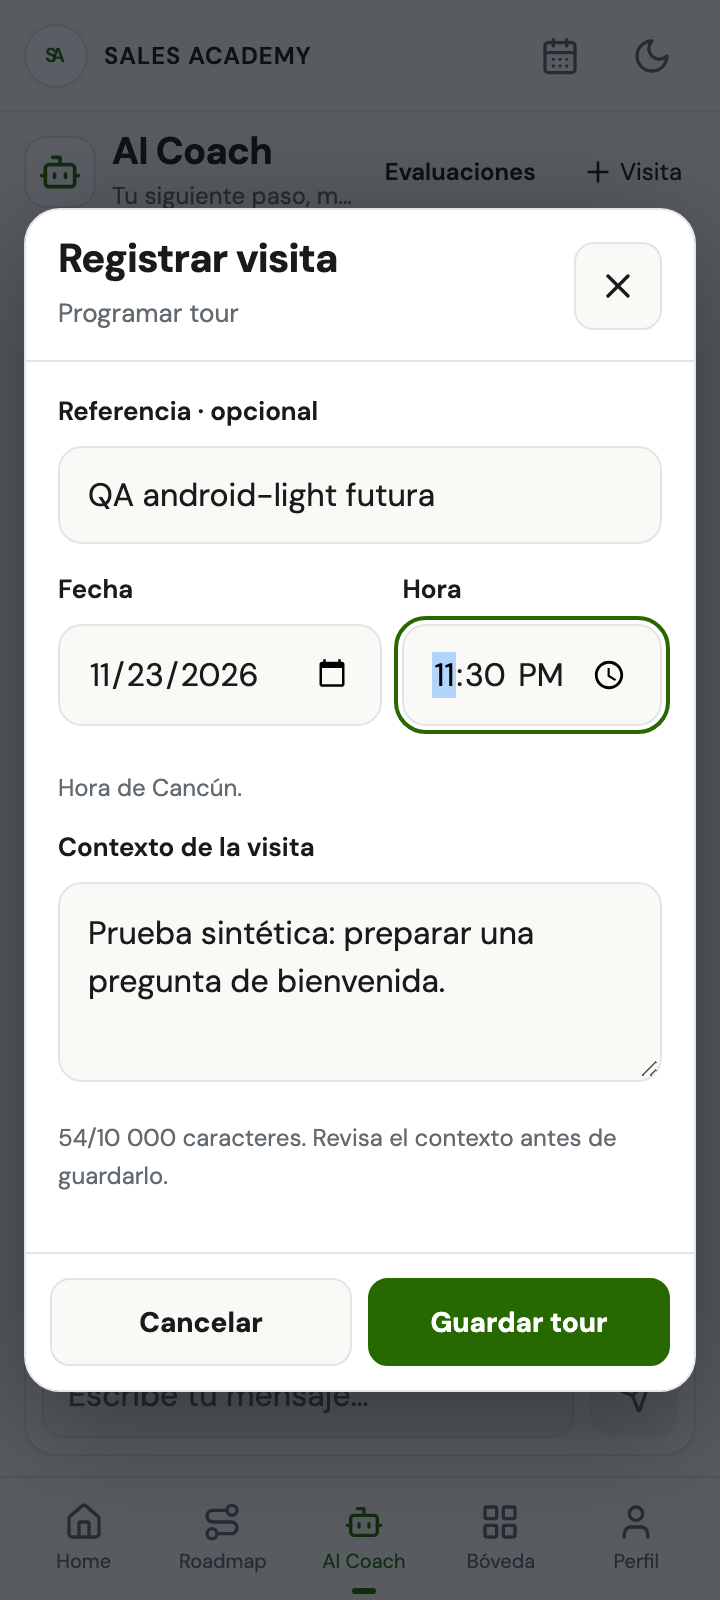 SA SALES ACADEMY
AI Coach
Tu siguiente paso, m...
Evaluaciones
Visita
Registrar visita
Programar tour
Referencia · opcional
QA android-light futura
Fecha Hora
11/23/2026 11:30 PM
Hora de Cancún.
Contexto de la visita
Prueba sintética: preparar una
pregunta de bienvenida.
54/10 000 caracteres. Revisa el contexto antes de
guardarlo.
Cancelar Guardar tour
Escribe tu mensaje...
Home Roadmap AI Coach Bóveda Perfil